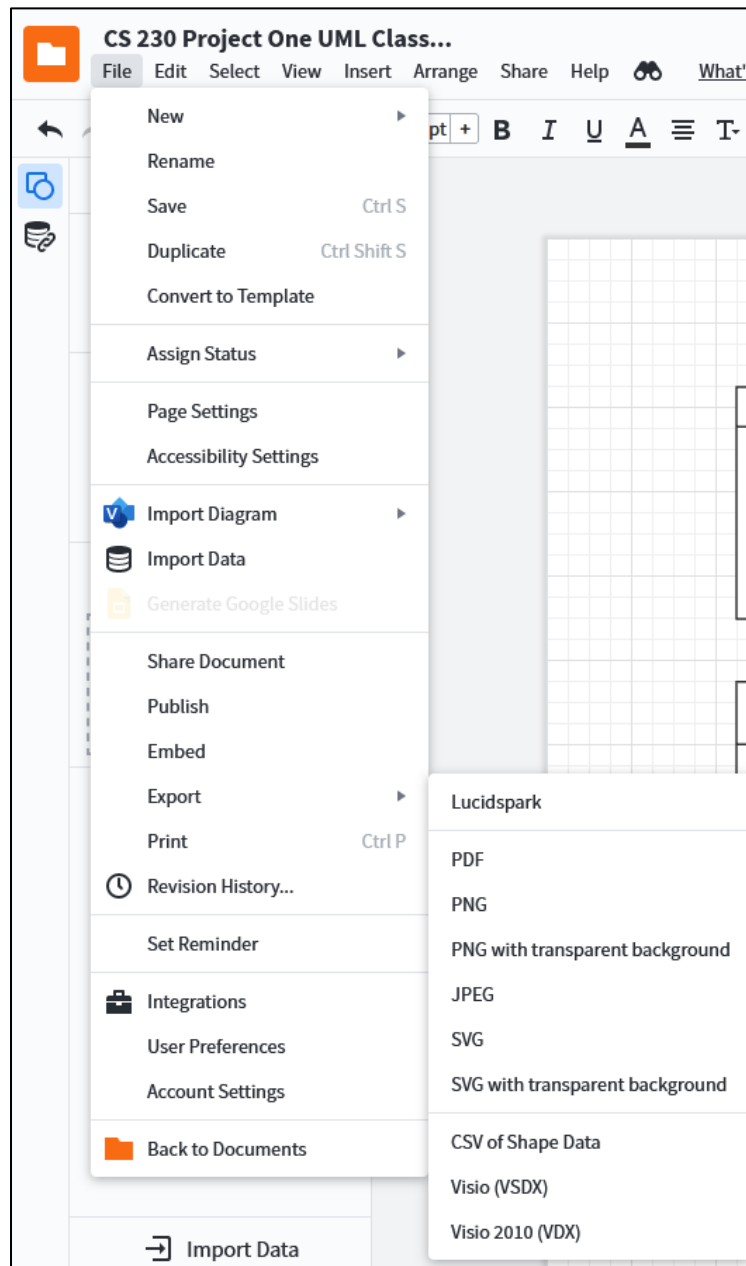 CS 230 Project One UML Class...
File Edit Select View Insert Arrange Share Help What'
pt + B I U A T
New
Rename
Save Ctrl S
Duplicate Ctrl Shift S
Convert to Template
Assign Status
Page Settings
Accessibility Settings
V Import Diagram
Import Data
Generate Google Slides
Share Document
Publish
Embed
Export
Print Ctrl P
Revision History...
Set Reminder
Integrations
User Preferences
Account Settings
Back to Documents
Lucidspark
PDF
PNG
PNG with transparent background
JPEG
SVG
SVG with transparent background
CSV of Shape Data
Visio (VSDX)
Visio 2010 (VDX)
Import Data